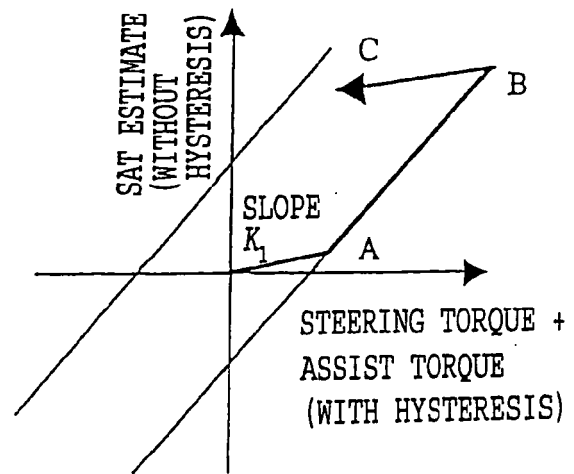 SAT ESTIMATE
(WITHOUT
HYSTERESIS)
C
B
SLOPE
K1
A
STEERING TORQUE +
ASSIST TORQUE
(WITH HYSTERESIS)